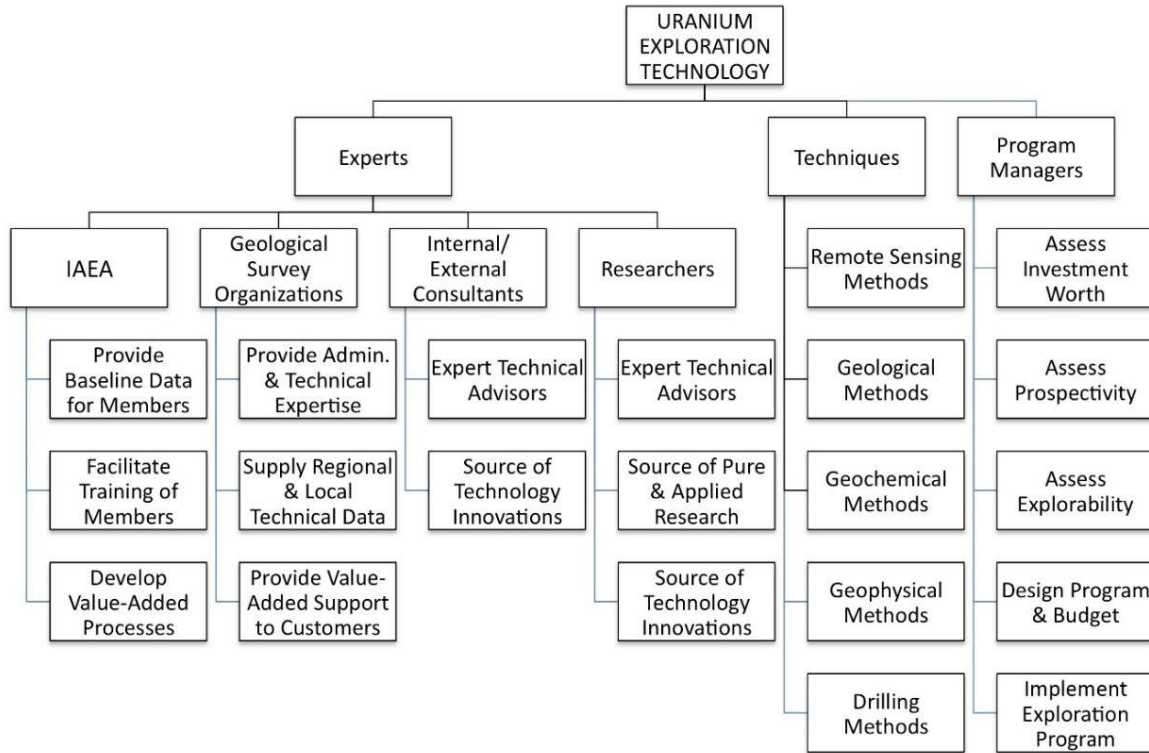 URANIUM
EXPLORATION
TECHNOLOGY
Experts
Techniques
Program
Managers
IAEA
Geological
Survey
Organizations
Internal/
External
Consultants
Researchers
Remote Sensing
Methods
Assess
Investment
Worth
Provide
Baseline Data
for Members
Provide Admin.
& Technical
Expertise
Expert Technical
Advisors
Expert Technical
Advisors
Geological
Methods
Assess
Prospectivity
Facilitate
Training of
Members
Supply Regional
& Local
Technical Data
Source of
Technology
Innovations
Source of Pure
& Applied
Research
Geochemical
Methods
Assess
Explorability
Develop
Value-Added
Processes
Provide Value-
Added Support
to Customers
Source of
Technology
Innovations
Geophysical
Methods
Design Program
& Budget
Drilling
Methods
Implement
Exploration
Program